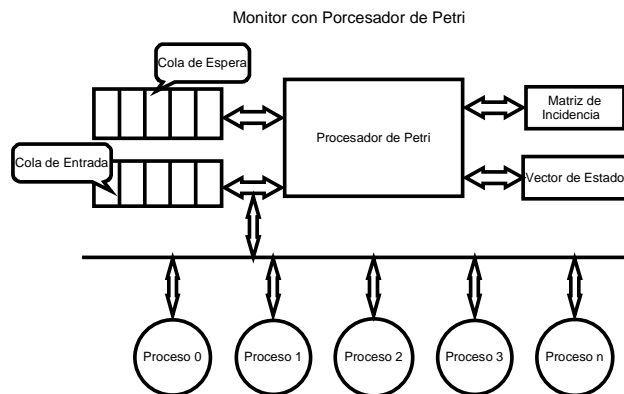 Monitor con Porcesador de Petri
Cola de Espera
Matriz de
Incidencia
Procesador de Petri
Cola de Entrada
Vector de Estado
Proceso 0
Proceso 1
Proceso 2
Proceso 3
Proceso n